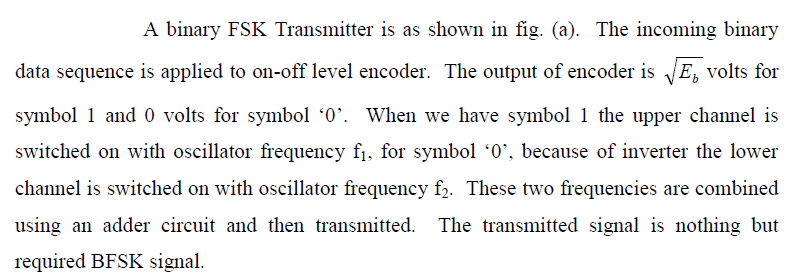 A binary FSK Transmitter is as shown in fig. (a). The incoming binary
data sequence is applied to on-off level encoder. The output of encoder is √E_b volts for
symbol 1 and 0 volts for symbol ‘0’. When we have symbol 1 the upper channel is
switched on with oscillator frequency f₁, for symbol ‘0’, because of inverter the lower
channel is switched on with oscillator frequency f₂. These two frequencies are combined
using an adder circuit and then transmitted. The transmitted signal is nothing but
required BFSK signal.